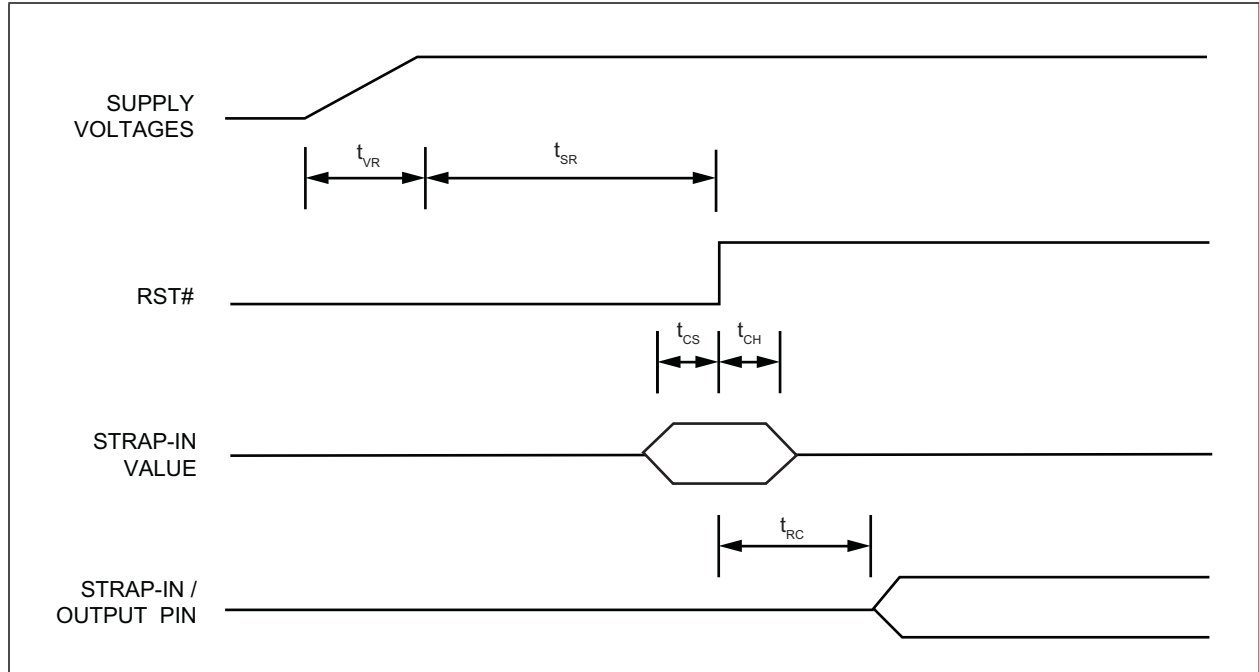 SUPPLY
VOLTAGES
tVR
tSR
RST#
tCS
tCH
STRAP-IN
VALUE
tRC
STRAP-IN /
OUTPUT PIN